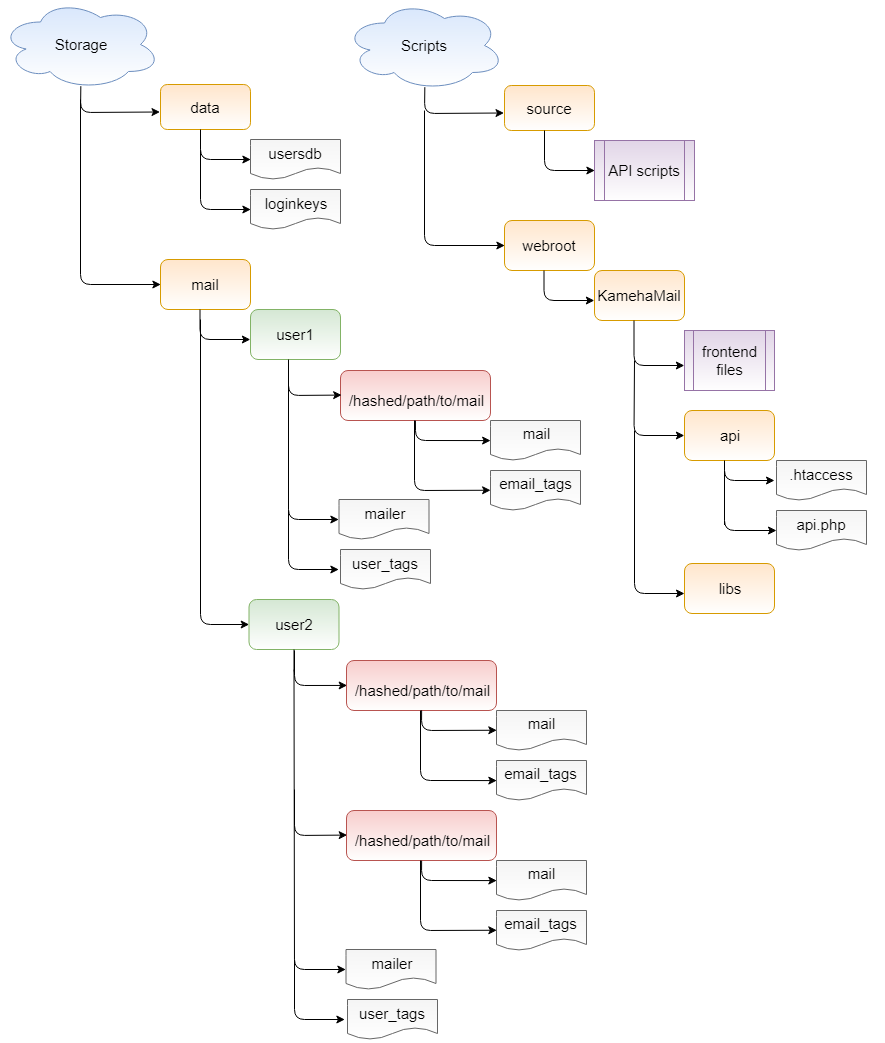 Storage
data
usersdb
loginkeys
mail
user1
/hashed/path/to/mail
mail
email_tags
mailer
user_tags
user2
/hashed/path/to/mail
mail
email_tags
/hashed/path/to/mail
mail
email_tags
mailer
user_tags
Scripts
source
API scripts
webroot
KamehaMail
frontend
files
api
.htaccess
api.php
libs